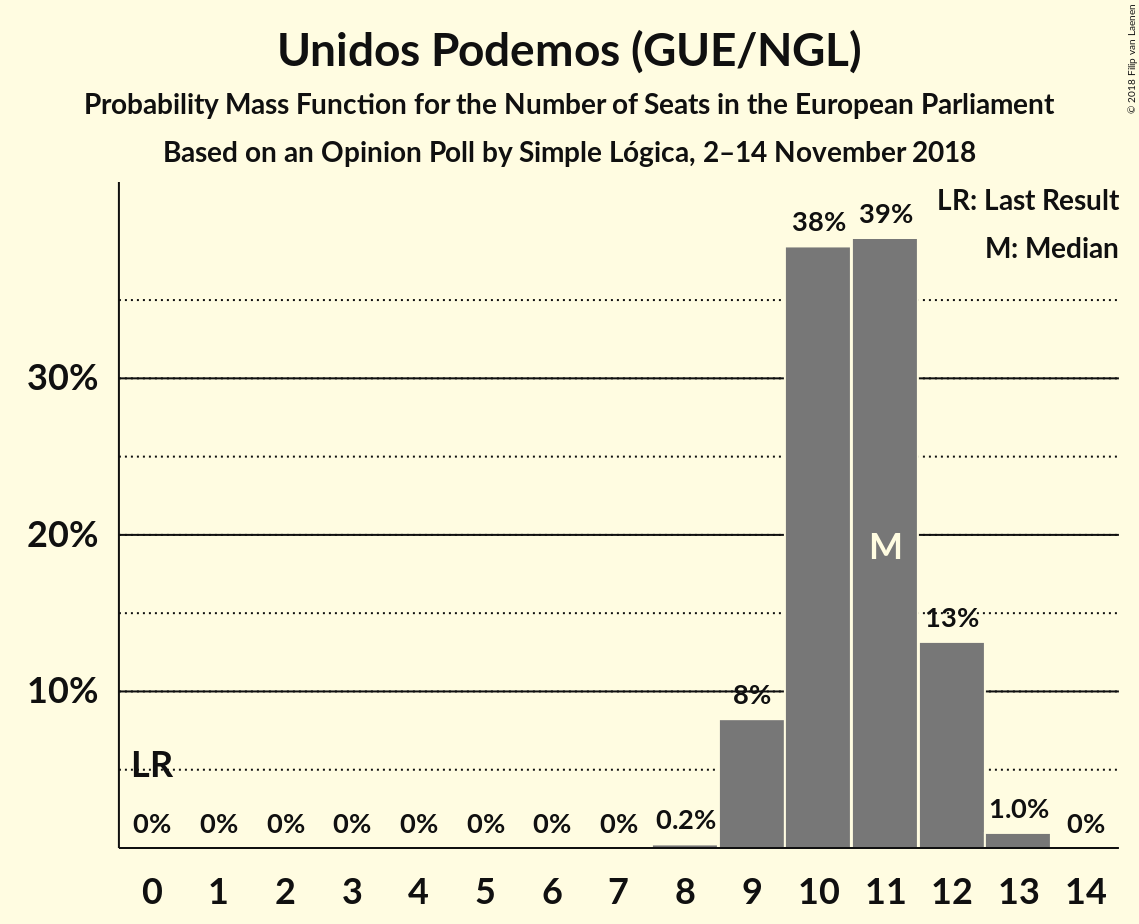 Unidos Podemos (GUE/NGL)
Probability Mass Function for the Number of Seats in the European Parliament
Based on an Opinion Poll by Simple Lógica, 2–14 November 2018
© 2018 Filip van Laenen
LR: Last Result
M: Median
38% 39%
30%
20%
M
13%
10%
8%
LR
0% 0% 0% 0% 0% 0% 0% 0% 0.2% 1.0% 0%
0 1 2 3 4 5 6 7 8 9 10 11 12 13 14